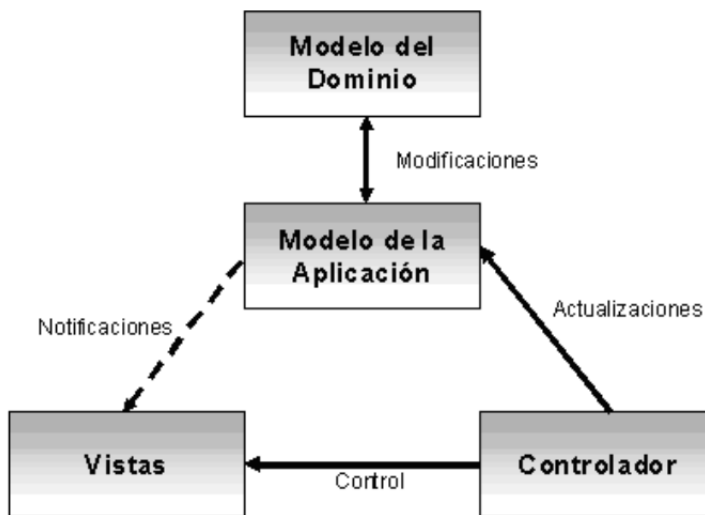 Modelo del
Dominio
Modificaciones
Modelo de la
Aplicación
Notificaciones
Actualizaciones
Vistas
Control
Controlador